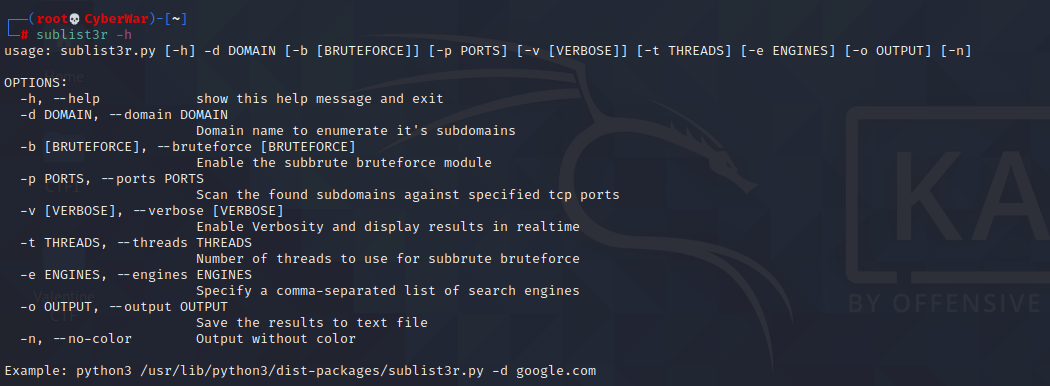 ┌──(root💀CyberWar)-[~]
└─# sublist3r -h
usage: sublist3r.py [-h] -d DOMAIN [-b [BRUTEFORCE]] [-p PORTS] [-v [VERBOSE]] [-t THREADS] [-e ENGINES] [-o OUTPUT] [-n]
OPTIONS:
-h, --help show this help message and exit
-d DOMAIN, --domain DOMAIN
Domain name to enumerate it's subdomains
-b [BRUTEFORCE], --bruteforce [BRUTEFORCE]
Enable the subbrute bruteforce module
-p PORTS, --ports PORTS
Scan the found subdomains against specified tcp ports
-v [VERBOSE], --verbose [VERBOSE]
Enable Verbosity and display results in realtime
-t THREADS, --threads THREADS
Number of threads to use for subbrute bruteforce
-e ENGINES, --engines ENGINES
Specify a comma-separated list of search engines
-o OUTPUT, --output OUTPUT
Save the results to text file
-n, --no-color Output without color
Example: python3 /usr/lib/python3/dist-packages/sublist3r.py -d google.com
KA
BY OFFENSIVE